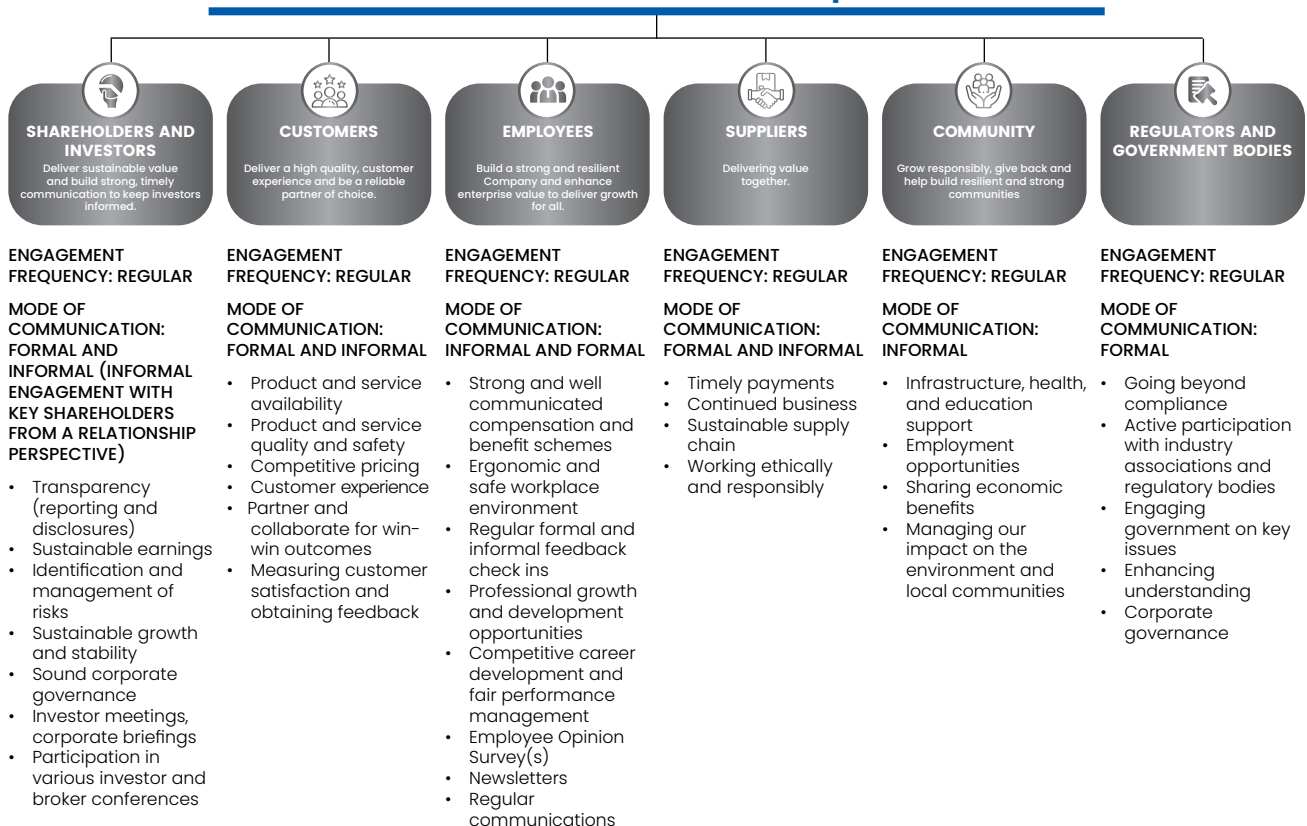 SHAREHOLDERS AND
INVESTORS
Deliver sustainable value
and build strong, timely
communication to keep investors
informed.
ENGAGEMENT
FREQUENCY: REGULAR
MODE OF
COMMUNICATION:
FORMAL AND
INFORMAL (INFORMAL
ENGAGEMENT WITH
KEY SHAREHOLDERS
FROM A RELATIONSHIP
PERSPECTIVE)
• Transparency
(reporting and
disclosures)
• Sustainable earnings
• Identification and
management of
risks
• Sustainable growth
and stability
• Sound corporate
governance
• Investor meetings,
corporate briefings
• Participation in
various investor and
broker conferences
CUSTOMERS
Deliver a high quality, customer
experience and be a reliable
partner of choice.
ENGAGEMENT
FREQUENCY: REGULAR
MODE OF
COMMUNICATION:
FORMAL AND INFORMAL
• Product and service
availability
• Product and service
quality and safety
• Competitive pricing
• Customer experience
• Partner and
collaborate for win-
win outcomes
• Measuring customer
satisfaction and
obtaining feedback
EMPLOYEES
Build a strong and resilient
Company and enhance
enterprise value to deliver growth
for all.
ENGAGEMENT
FREQUENCY: REGULAR
MODE OF
COMMUNICATION:
INFORMAL AND FORMAL
• Strong and well
communicated
compensation and
benefit schemes
• Ergonomic and
safe workplace
environment
• Regular formal and
informal feedback
check ins
• Professional growth
and development
opportunities
• Competitive career
development and
fair performance
management
• Employee Opinion
Survey(s)
• Newsletters
• Regular
communications
SUPPLIERS
Delivering value
together.
ENGAGEMENT
FREQUENCY: REGULAR
MODE OF
COMMUNICATION:
FORMAL AND INFORMAL
• Timely payments
• Continued business
• Sustainable supply
chain
• Working ethically
and responsibly
COMMUNITY
Grow responsibly, give back and
help build resilient and strong
communities
ENGAGEMENT
FREQUENCY: REGULAR
MODE OF
COMMUNICATION:
INFORMAL
• Infrastructure, health,
and education
support
• Employment
opportunities
• Sharing economic
benefits
• Managing our
impact on the
environment and
local communities
REGULATORS AND
GOVERNMENT BODIES
ENGAGEMENT
FREQUENCY: REGULAR
MODE OF
COMMUNICATION:
FORMAL
• Going beyond
compliance
• Active participation
with industry
associations and
regulatory bodies
• Engaging
government on key
issues
• Enhancing
understanding
• Corporate
governance